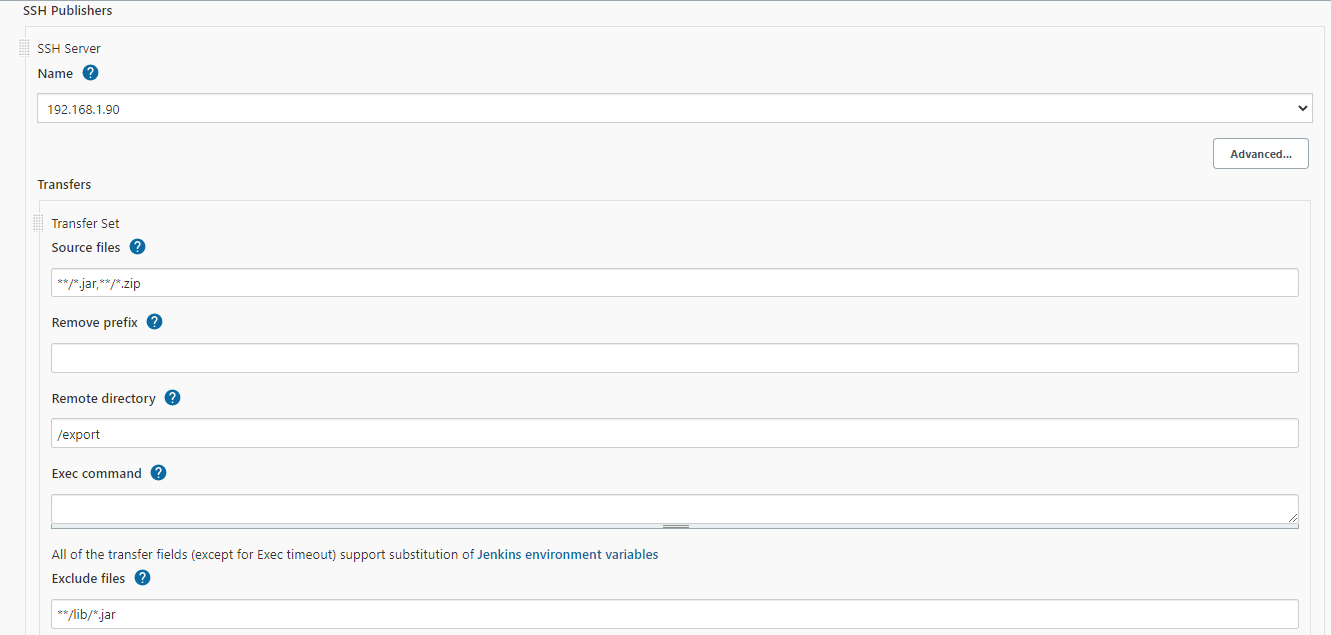 SSH Publishers
SSH Server
Name ?
192.168.1.90
Advanced...
Transfers
Transfer Set
Source files ?
**/*.jar,**/*.zip
Remove prefix ?
Remote directory ?
/export
Exec command ?
All of the transfer fields (except for Exec timeout) support substitution of Jenkins environment variables
Exclude files ?
**/lib/*.jar